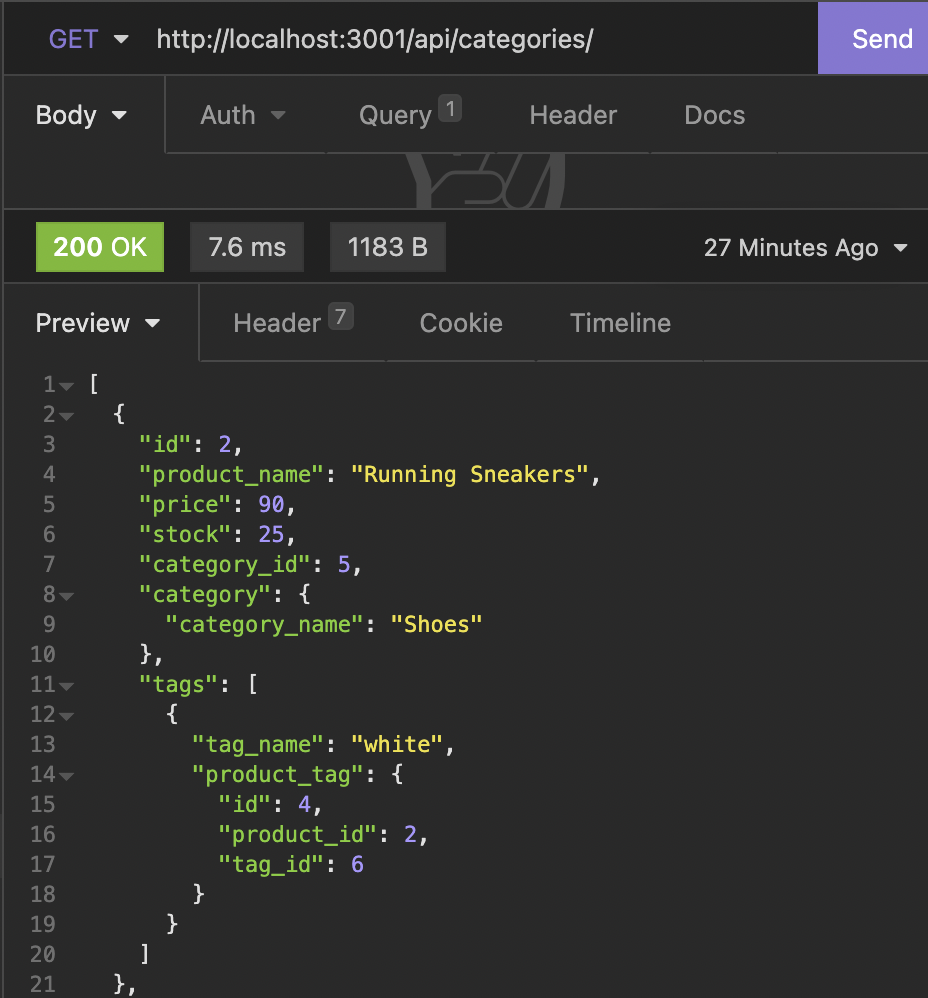 GET http://localhost:3001/api/categories/ Send
Body Auth Query 1 Header Docs
200 OK 7.6 ms 1183 B 27 Minutes Ago
Preview Header 7 Cookie Timeline
1 [
2 {
3 "id": 2,
4 "product_name": "Running Sneakers",
5 "price": 90,
6 "stock": 25,
7 "category_id": 5,
8 "category": {
9 "category_name": "Shoes"
10 },
11 "tags": [
12 {
13 "tag_name": "white",
14 "product_tag": {
15 "id": 4,
16 "product_id": 2,
17 "tag_id": 6
18 }
19 }
20 ]
21 },